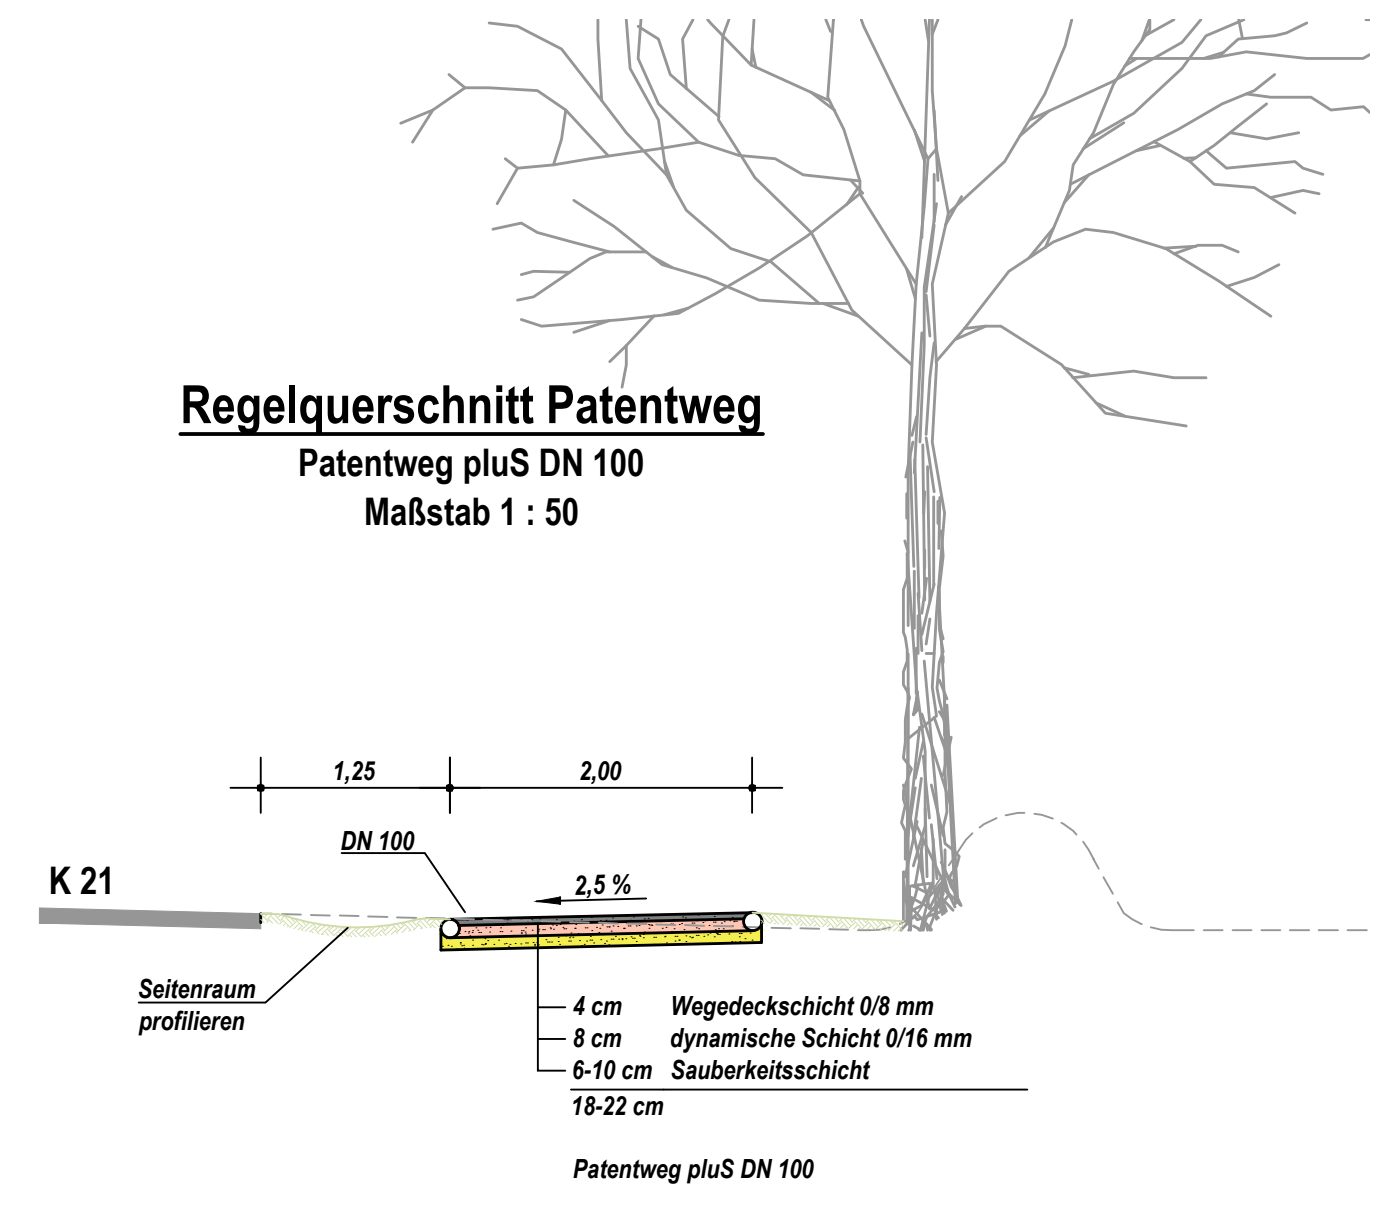 Regelquerschnitt Patentweg
Patentweg pluS DN 100
Maßstab 1 : 50
1,25
2,00
DN 100
K 21
2,5 %
Seitenraum
profilieren
4 cm Wegedeckschicht 0/8 mm
8 cm dynamische Schicht 0/16 mm
6-10 cm Sauberkeitsschicht
18-22 cm
Patentweg pluS DN 100